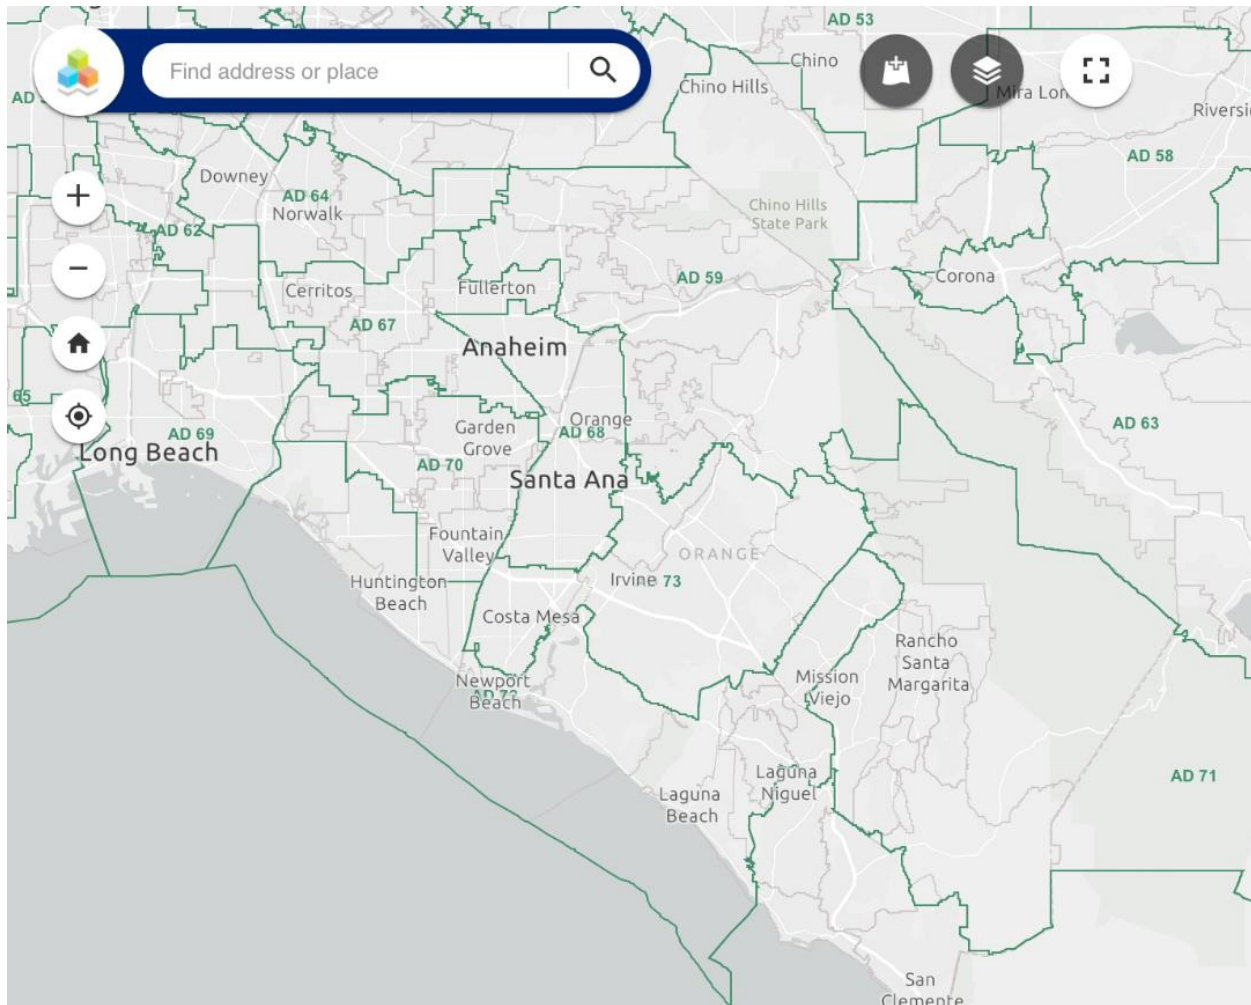 AD 53
Find address or place
Chino
Chino Hills
Mira Lom
AD
Riversi
AD 58
Downey
AD 64
Norwalk
Chino Hills
State Park
AD 62
AD 59
Corona
Cerritos
Fullerton
AD 67
Anaheim
65
Orange
AD 63
Garden
Grove
AD 68
AD 69
Long Beach
AD 70
Santa Ana
Fountain
Valley
ORANGE
Huntington
Beach
Irvine 73
Costa Mesa
Rancho
Santa
Margarita
Mission
Viejo
Newport
AD 72
Beach
AD 71
Laguna
Niguel
Laguna
Beach
San
Clemente